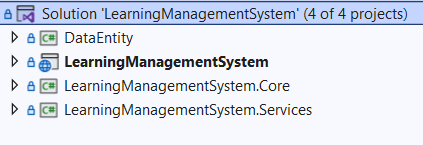 Solution 'LearningManagementSystem' (4 of 4 projects)
C# DataEntity
LearningManagementSystem
C# LearningManagementSystem.Core
C# LearningManagementSystem.Services